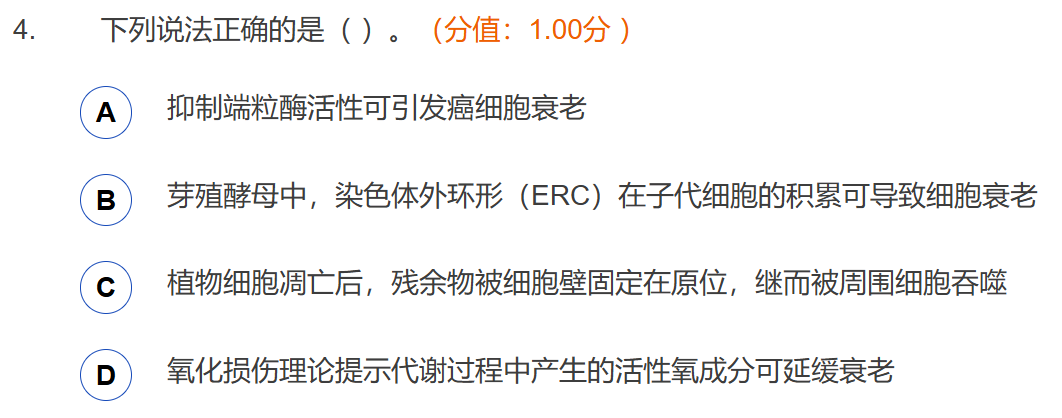 4. 下列说法正确的是（ ）。 （分值：1.00分 ）
A 抑制端粒酶活性可引发癌细胞衰老
B 芽殖酵母中，染色体外环形（ERC）在子代细胞的积累可导致细胞衰老
C 植物细胞凋亡后，残余物被细胞壁固定在原位，继而被周围细胞吞噬
D 氧化损伤理论提示代谢过程中产生的活性氧成分可延缓衰老